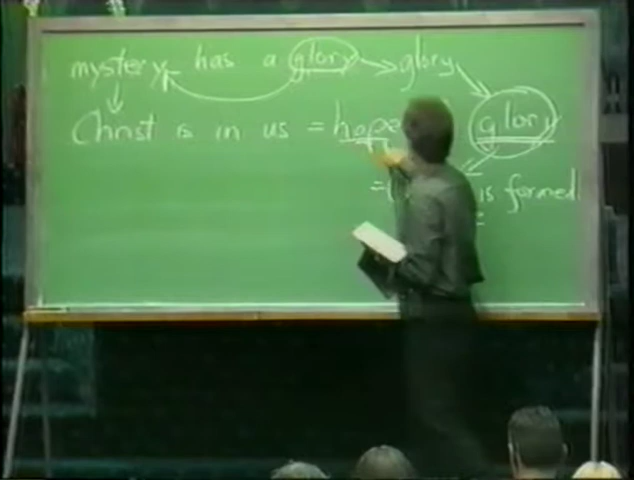 mystery has a glory glory
Christ is in us = hope glory
= is formed